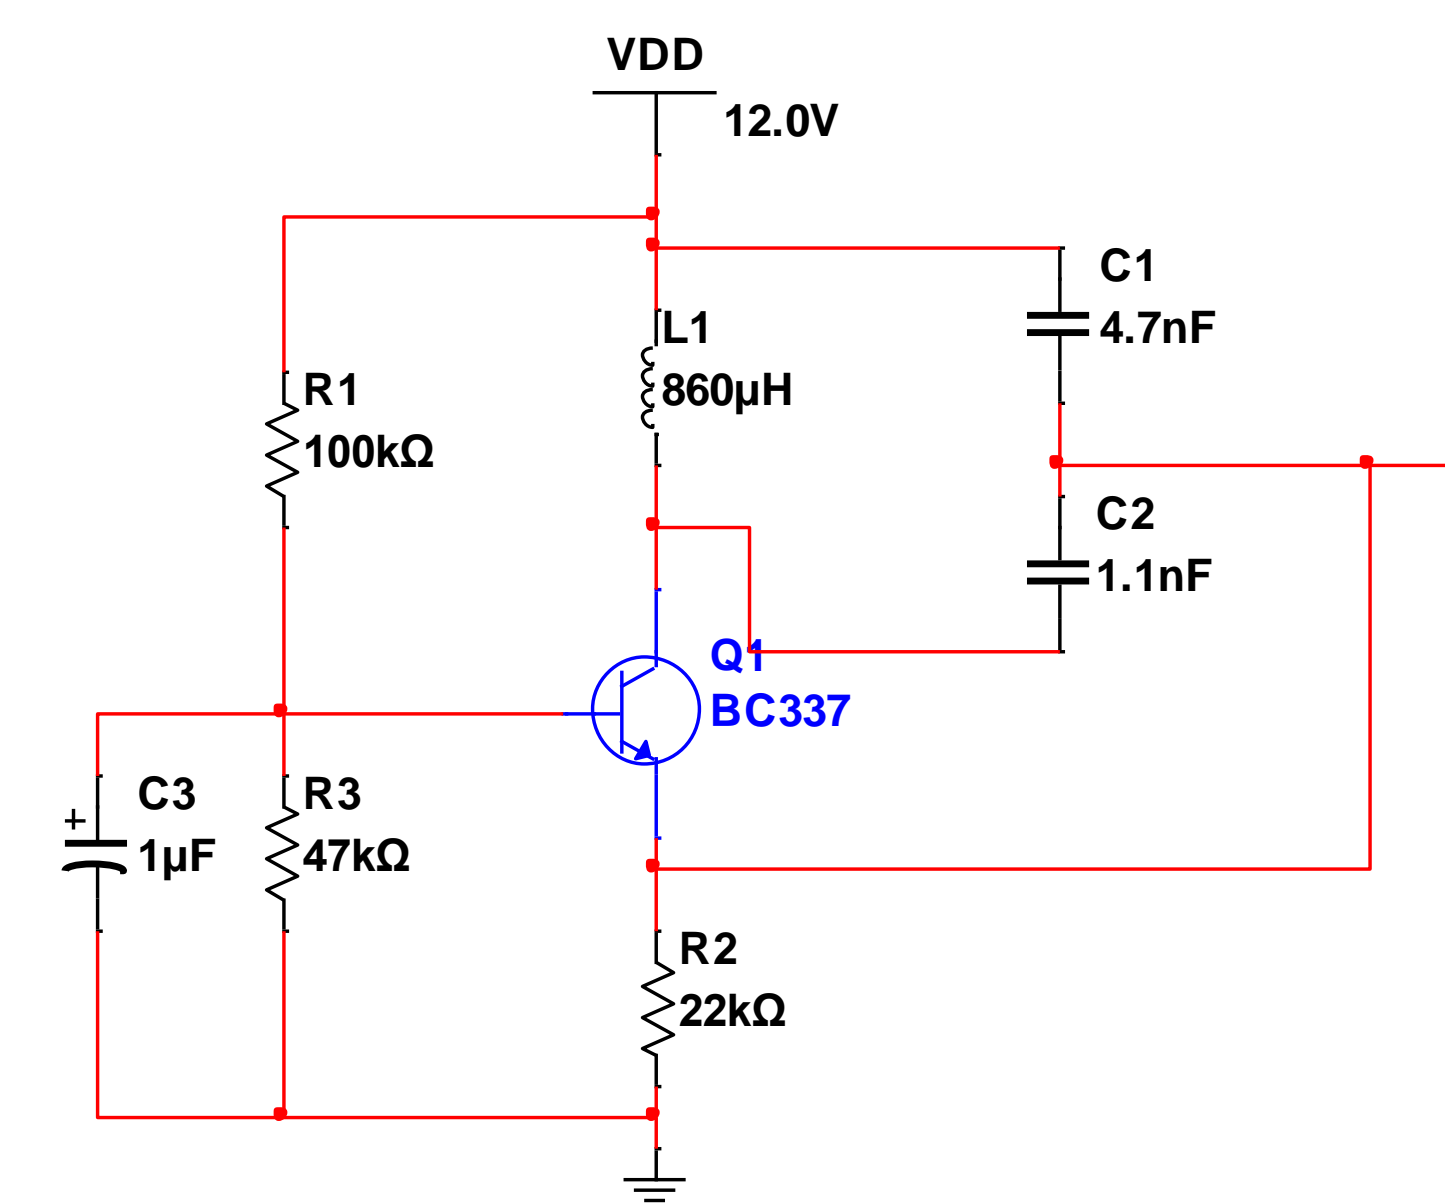 VDD
12.0V
C1
4.7nF
L1
860µH
R1
100kΩ
C2
1.1nF
Q1
BC337
C3
1µF
R3
47kΩ
R2
22kΩ
+